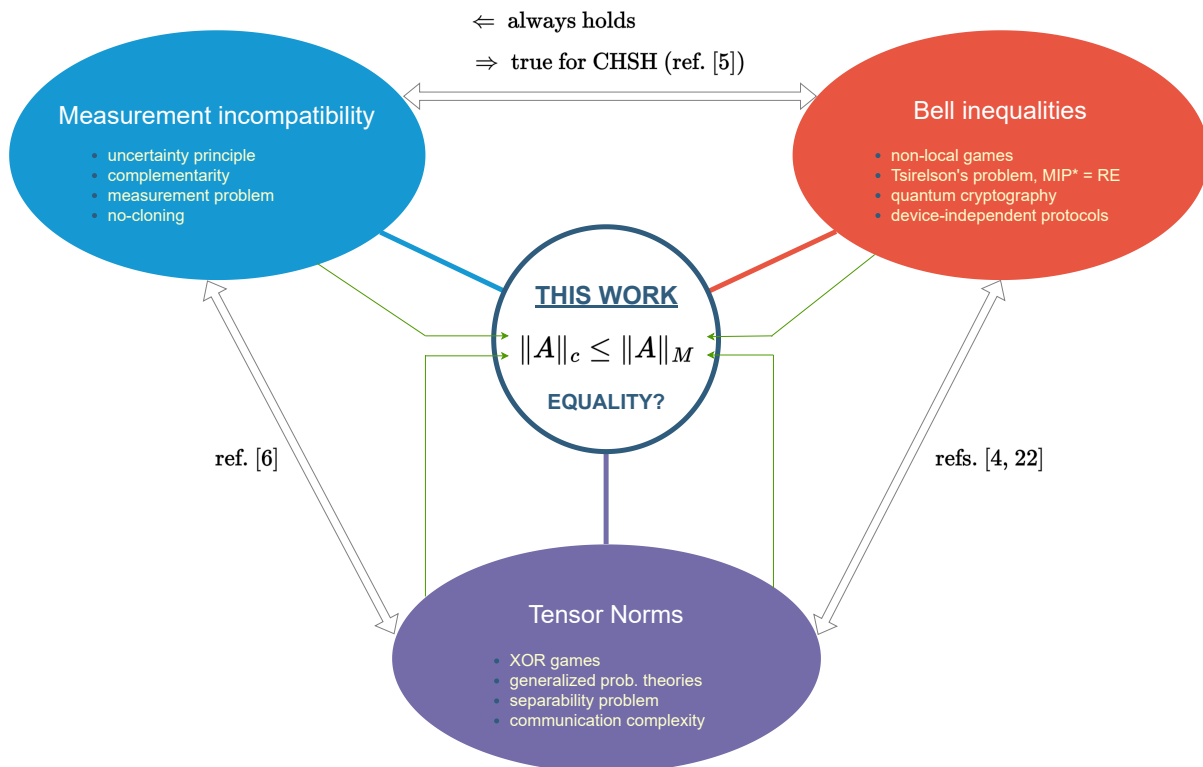 ⇐ always holds
⇒ true for CHSH (ref. [5])
Measurement incompatibility
uncertainty principle
complementarity
measurement problem
no-cloning
Bell inequalities
non-local games
Tsirelson's problem, MIP* = RE
quantum cryptography
device-independent protocols
THIS WORK
‖A‖_c ≤ ‖A‖_M
EQUALITY?
ref. [6]
refs. [4, 22]
Tensor Norms
XOR games
generalized prob. theories
separability problem
communication complexity